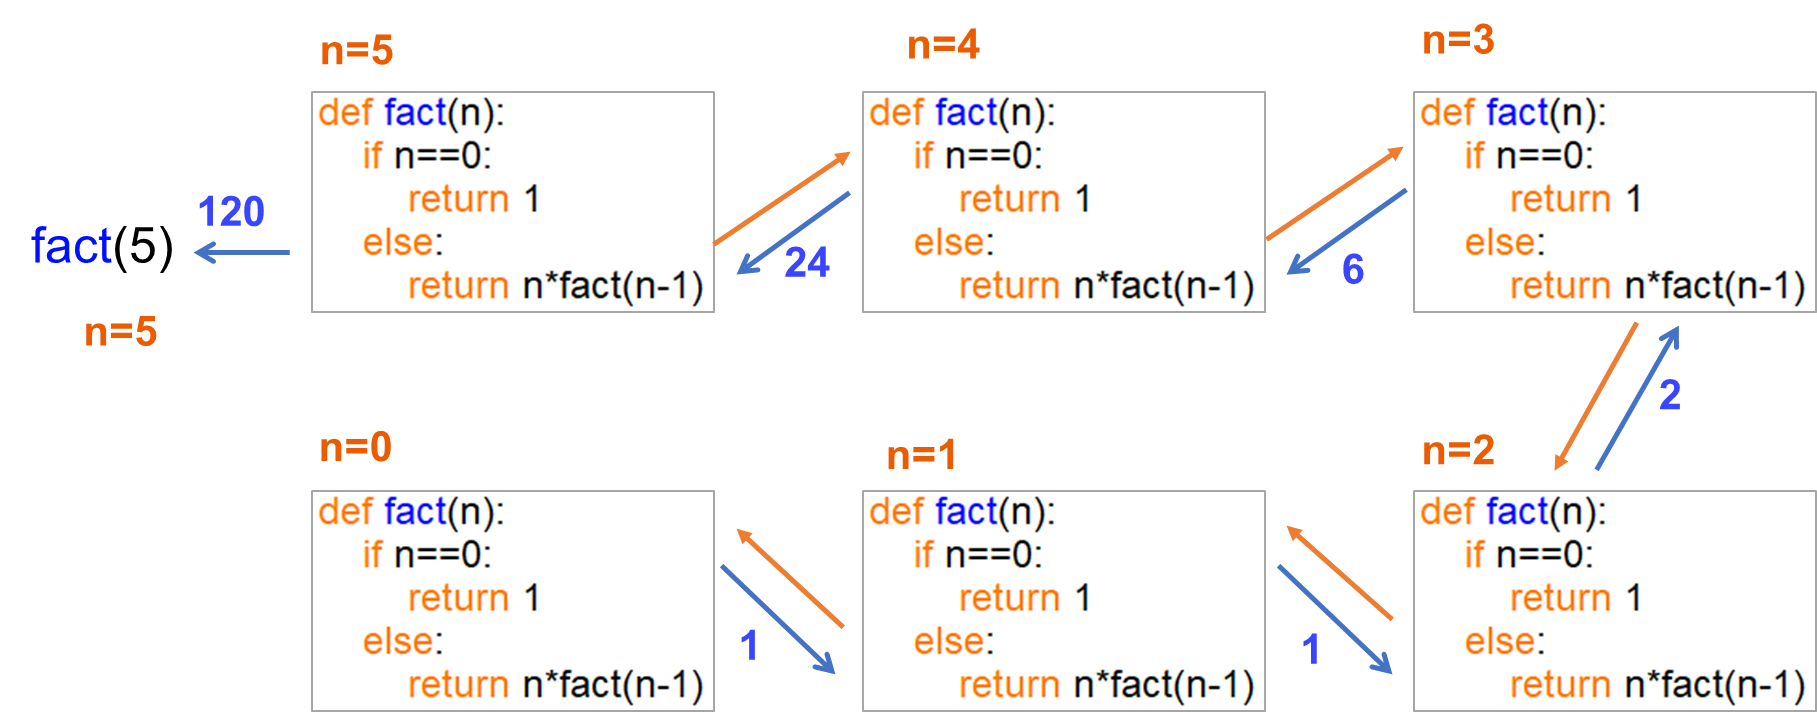 n=5
def fact(n):
if n==0:
return 1
else:
return n*fact(n-1)
n=4
def fact(n):
if n==0:
return 1
else:
return n*fact(n-1)
n=3
def fact(n):
if n==0:
return 1
else:
return n*fact(n-1)
120
fact(5)
n=5
24
6
2
n=0
def fact(n):
if n==0:
return 1
else:
return n*fact(n-1)
1
n=1
def fact(n):
if n==0:
return 1
else:
return n*fact(n-1)
1
n=2
def fact(n):
if n==0:
return 1
else:
return n*fact(n-1)